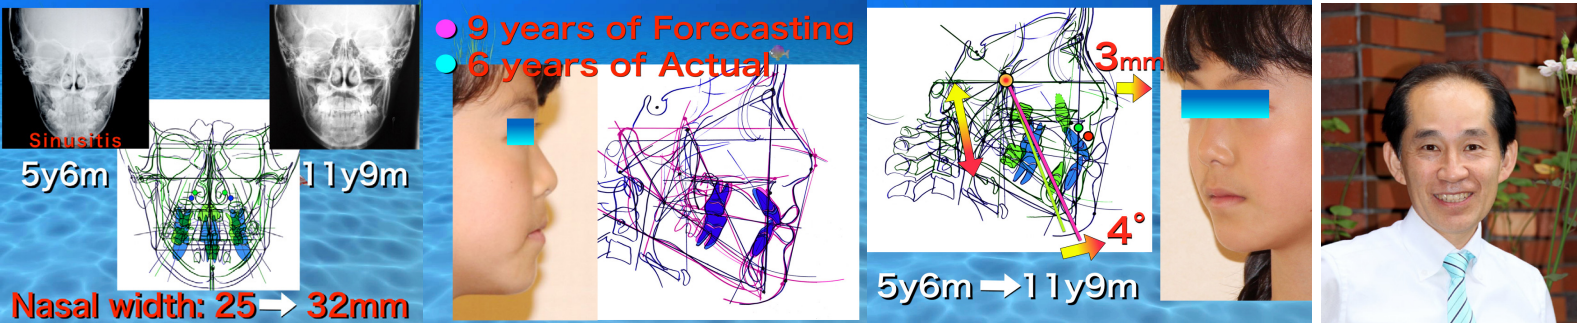 Sinusitis
5y6m
11y9m
Nasal width: 25 32mm
9 years of Forecasting
6 years of Actual
3mm
4°
5y6m 11y9m